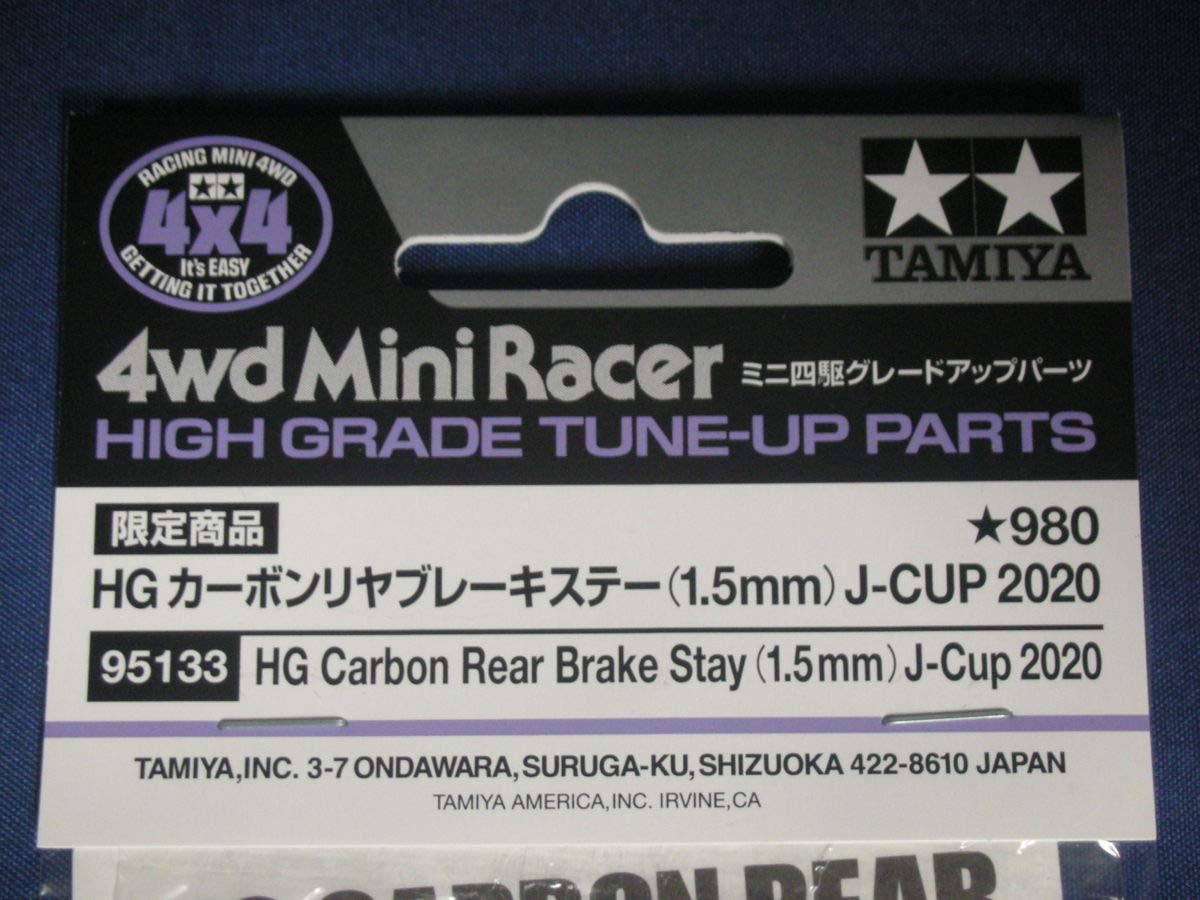 RACING MINI 4WD
4x4
It's EASY
GETTING IT TOGETHER
TAMIYA
4wd Mini Racer ミニ四駆グレードアップパーツ
HIGH GRADE TUNE-UP PARTS
限定商品
★980
HG カーボンリヤブレーキステー(1.5mm) J-CUP 2020
95133 HG Carbon Rear Brake Stay (1.5mm) J-Cup 2020
TAMIYA,INC. 3-7 ONDAWARA, SURUGA-KU, SHIZUOKA 422-8610 JAPAN
TAMIYA AMERICA, INC. IRVINE, CA
CARBON REAR